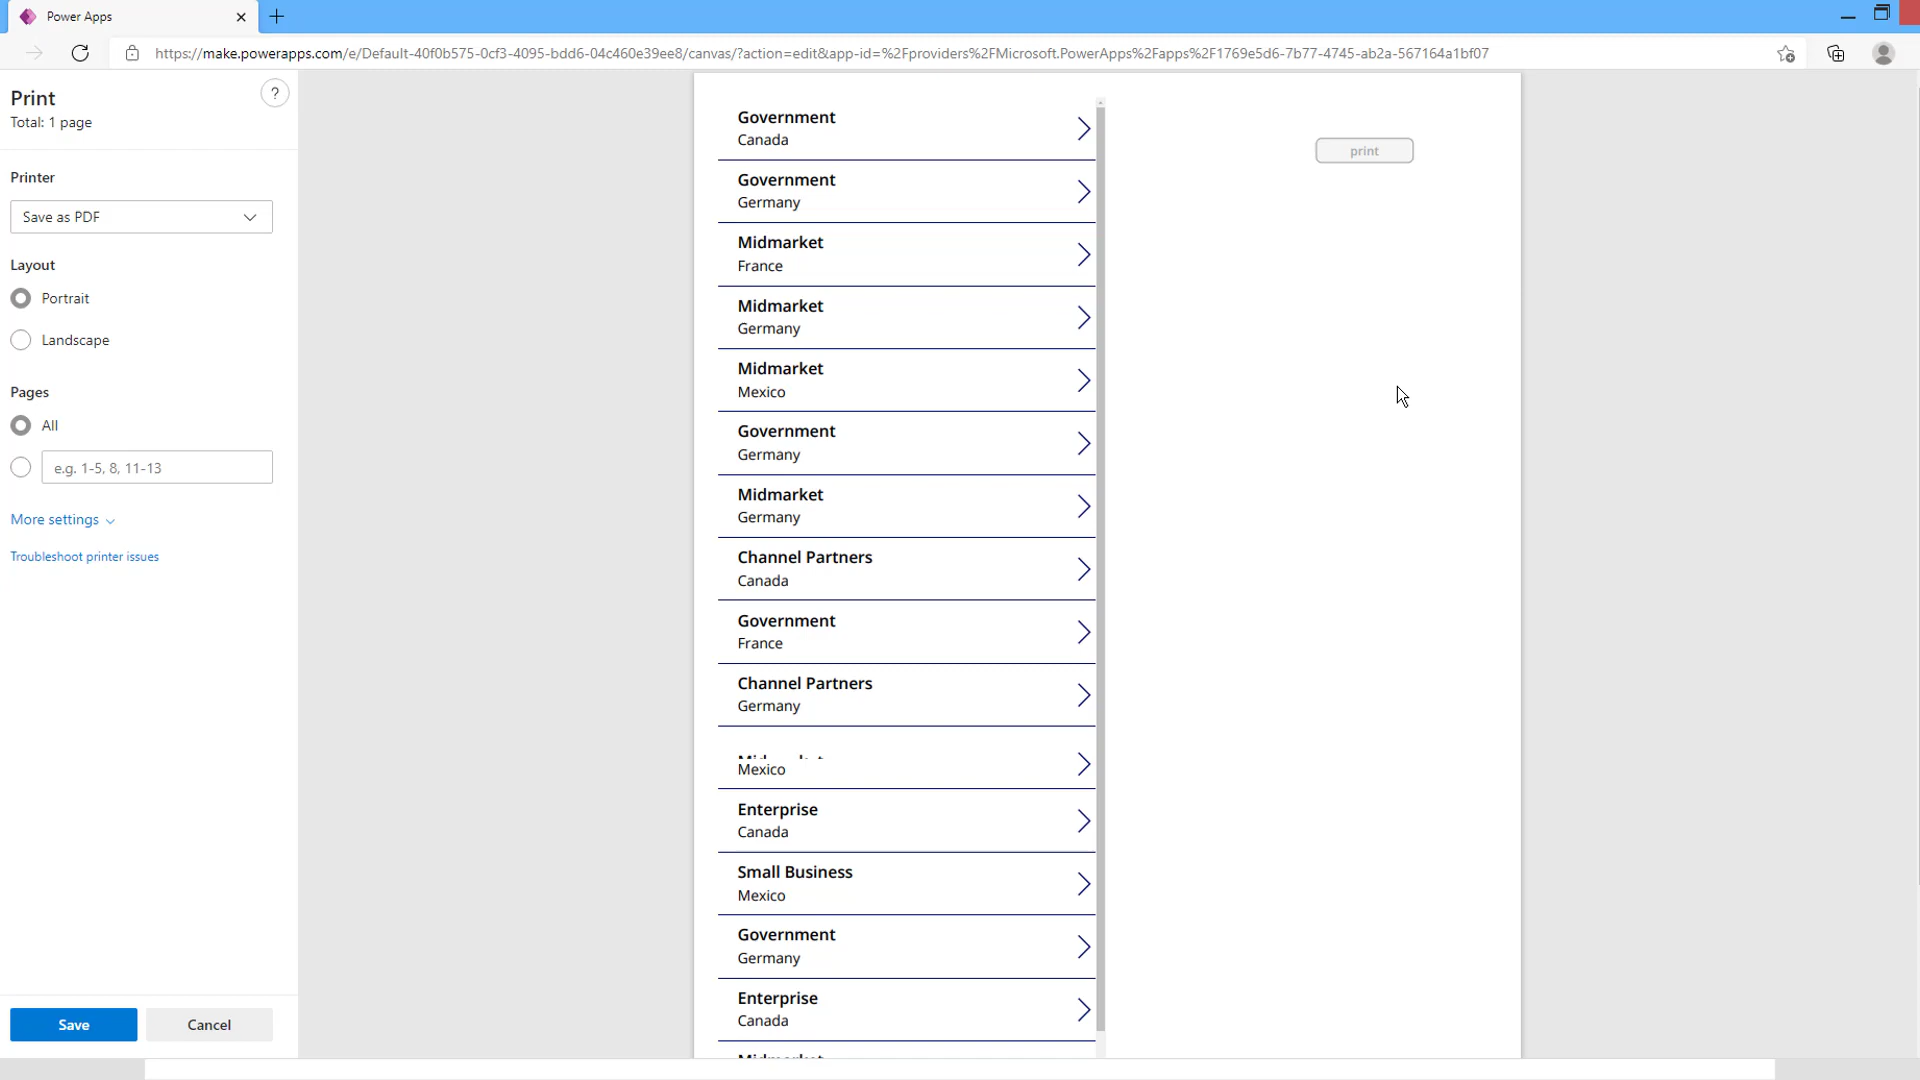 Power Apps
https://make.powerapps.com/e/Default-40f0b575-0cf3-4095-bdd6-04c460e39ee8/canvas/?action=edit&app-id=%2Fproviders%2FMicrosoft.PowerApps%2Fapps%2F1769e5d6-7b77-4745-ab2a-567164a1bf07
Print
?
Total: 1 page
Printer
Save as PDF
Layout
Portrait
Landscape
Pages
All
e.g. 1-5, 8, 11-13
More settings
Troubleshoot printer issues
Save
Cancel
Government
Canada
Government
Germany
Midmarket
France
Midmarket
Germany
Midmarket
Mexico
Government
Germany
Midmarket
Germany
Channel Partners
Canada
Government
France
Channel Partners
Germany
Mexico
Enterprise
Canada
Small Business
Mexico
Government
Germany
Enterprise
Canada
print